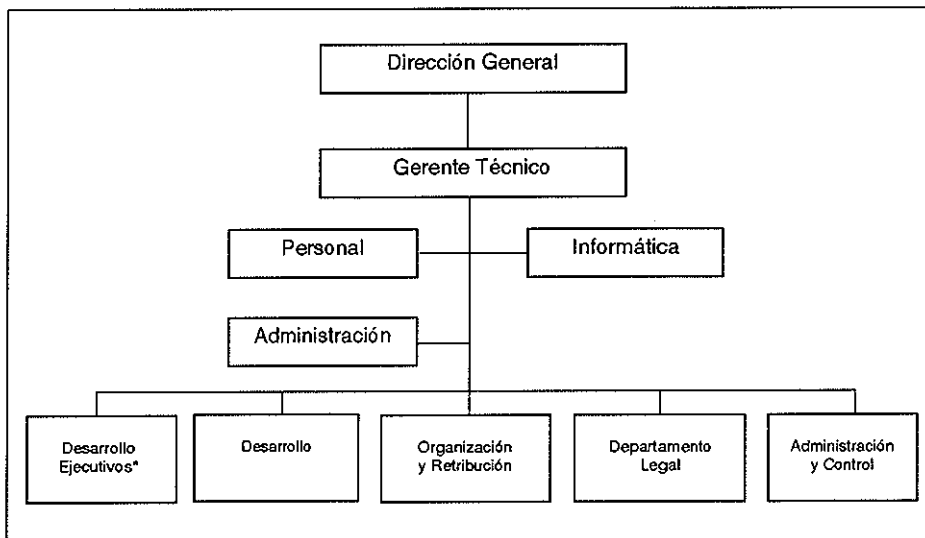 Dirección General
Gerente Técnico
Personal
Informática
Administración
Desarrollo
Ejecutivos*
Desarrollo
Organización
y Retribución
Departamento
Legal
Administración
y Control